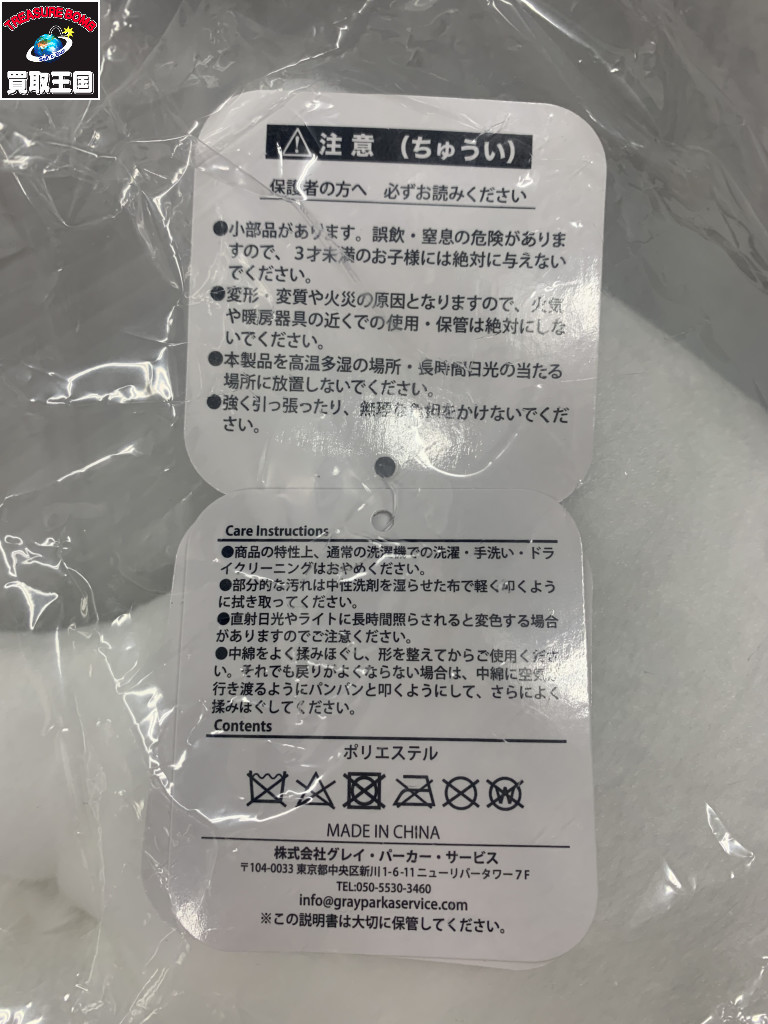 TAKASUME BOMB
買取王国
注意 (ちゅうい)
保護者の方へ 必ずお読みください
●小部品があります。誤飲・窒息の危険がありま
すので、3才未満のお子様には絶対に与えない
でください。
●変形・変質や火災の原因となりますので、火気
や暖房器具の近くでの使用・保管は絶対にしな
いでください。
●本製品を高温多湿の場所・長時間日光の当たる
場所に放置しないでください。
●強く引っ張ったり、無理な負担をかけないでくだ
さい。
Care Instructions
●商品の特性上、通常の洗濯機での洗濯・手洗い・ドラ
イクリーニングはおやめください。
●部分的な汚れは中性洗剤を湿らせた布で軽く叩くよう
に拭き取ってください。
●直射日光やライトに長時間照らされると変色する場合
がありますのでご注意ください。
●中綿をよく揉みほぐし、形を整えてからご使用くださ
い。それでも戻りがよくならない場合は、中綿に空気が
行き渡るようにパンパンと叩くようにして、さらによく
揉みほぐしてください。
Contents
ポリエステル
W
MADE IN CHINA
株式会社グレイ・パーカー・サービス
〒104-0033 東京都中央区新川1-6-11ニューリバータワー7F
TEL:050-5530-3460
info@grayparkaservice.com
※この説明書は大切に保管してください。